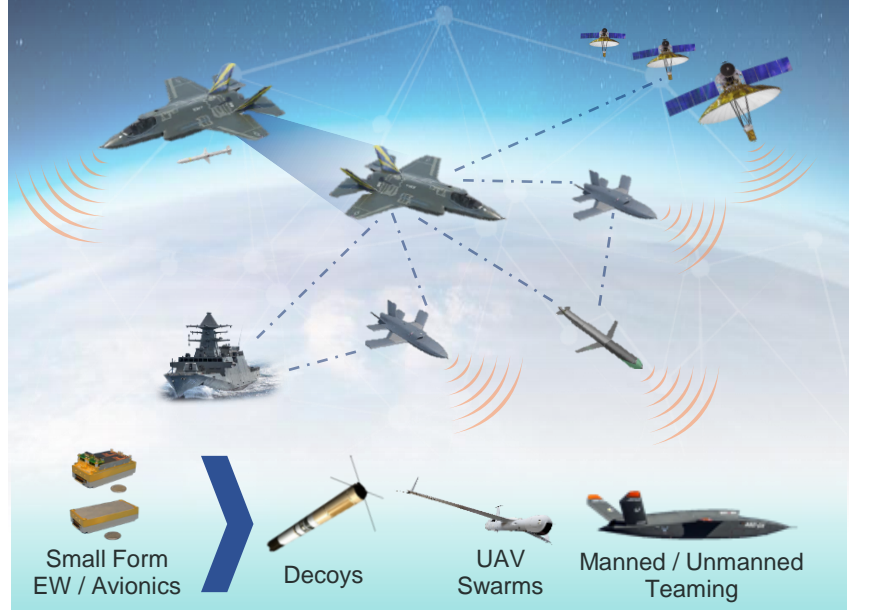 Small Form
EW / Avionics
Decoys
UAV
Swarms
Manned / Unmanned
Teaming